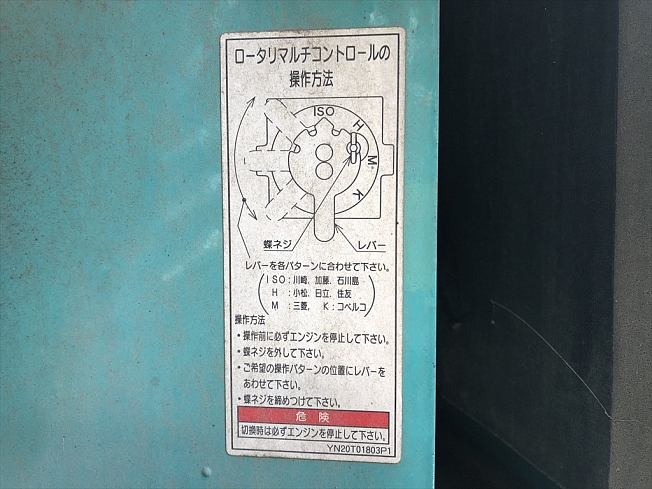 ロータリマルチコントロールの
操作方法
ISO
H
M
K
蝶ネジ レバー
レバーを各パターンに合わせて下さい。
ISO:川崎、加藤、石川島
H :小松、日立、住友
M :三菱、 K :コベルコ
操作方法
・操作前に必ずエンジンを停止して下さい。
・蝶ネジを外して下さい。
・ご希望の操作パターンの位置にレバーを
あわせて下さい。
・蝶ネジを締めつけて下さい。
危 険
切換時は必ずエンジンを停止して下さい。
YN20T01803P1